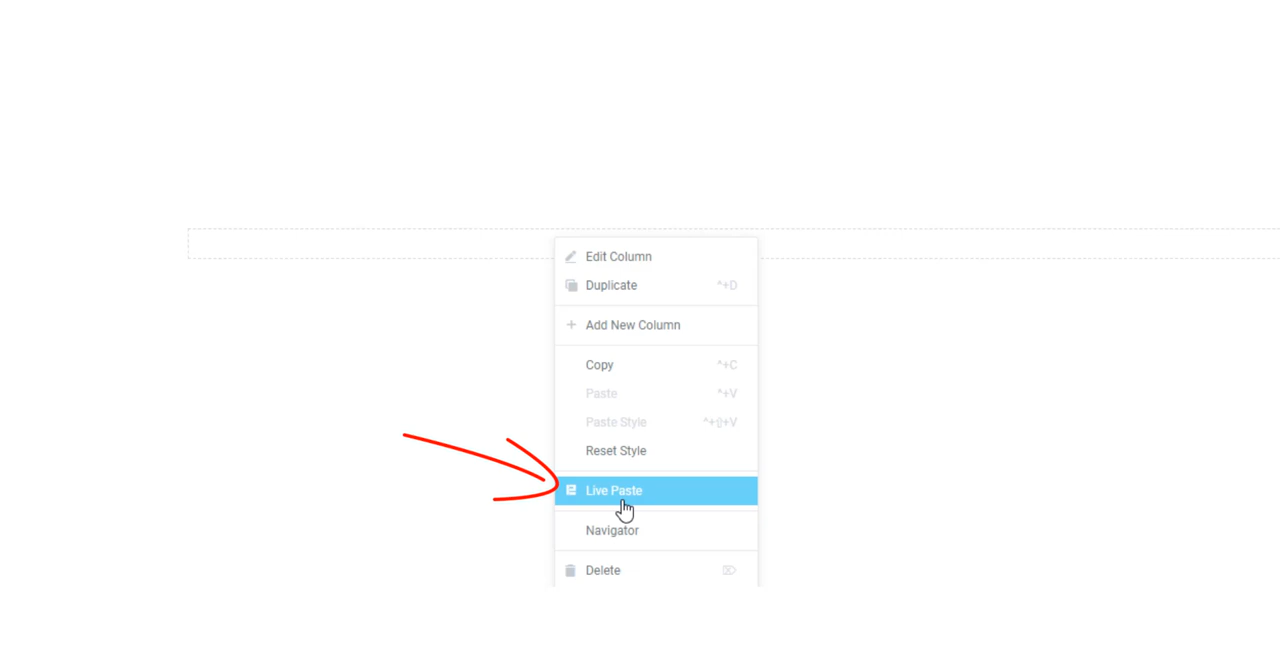 Edit Column
Duplicate ^+D
Add New Column
Copy ^+C
Paste ^+V
Paste Style ^+⇧+V
Reset Style
Live Paste
Navigator
Delete ⌦